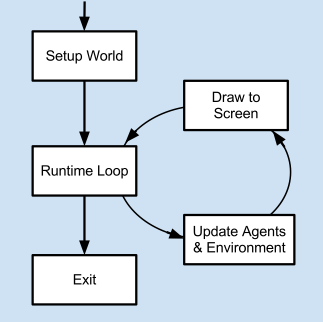 Setup World
Draw to
Screen
Runtime Loop
Update Agents
& Environment
Exit